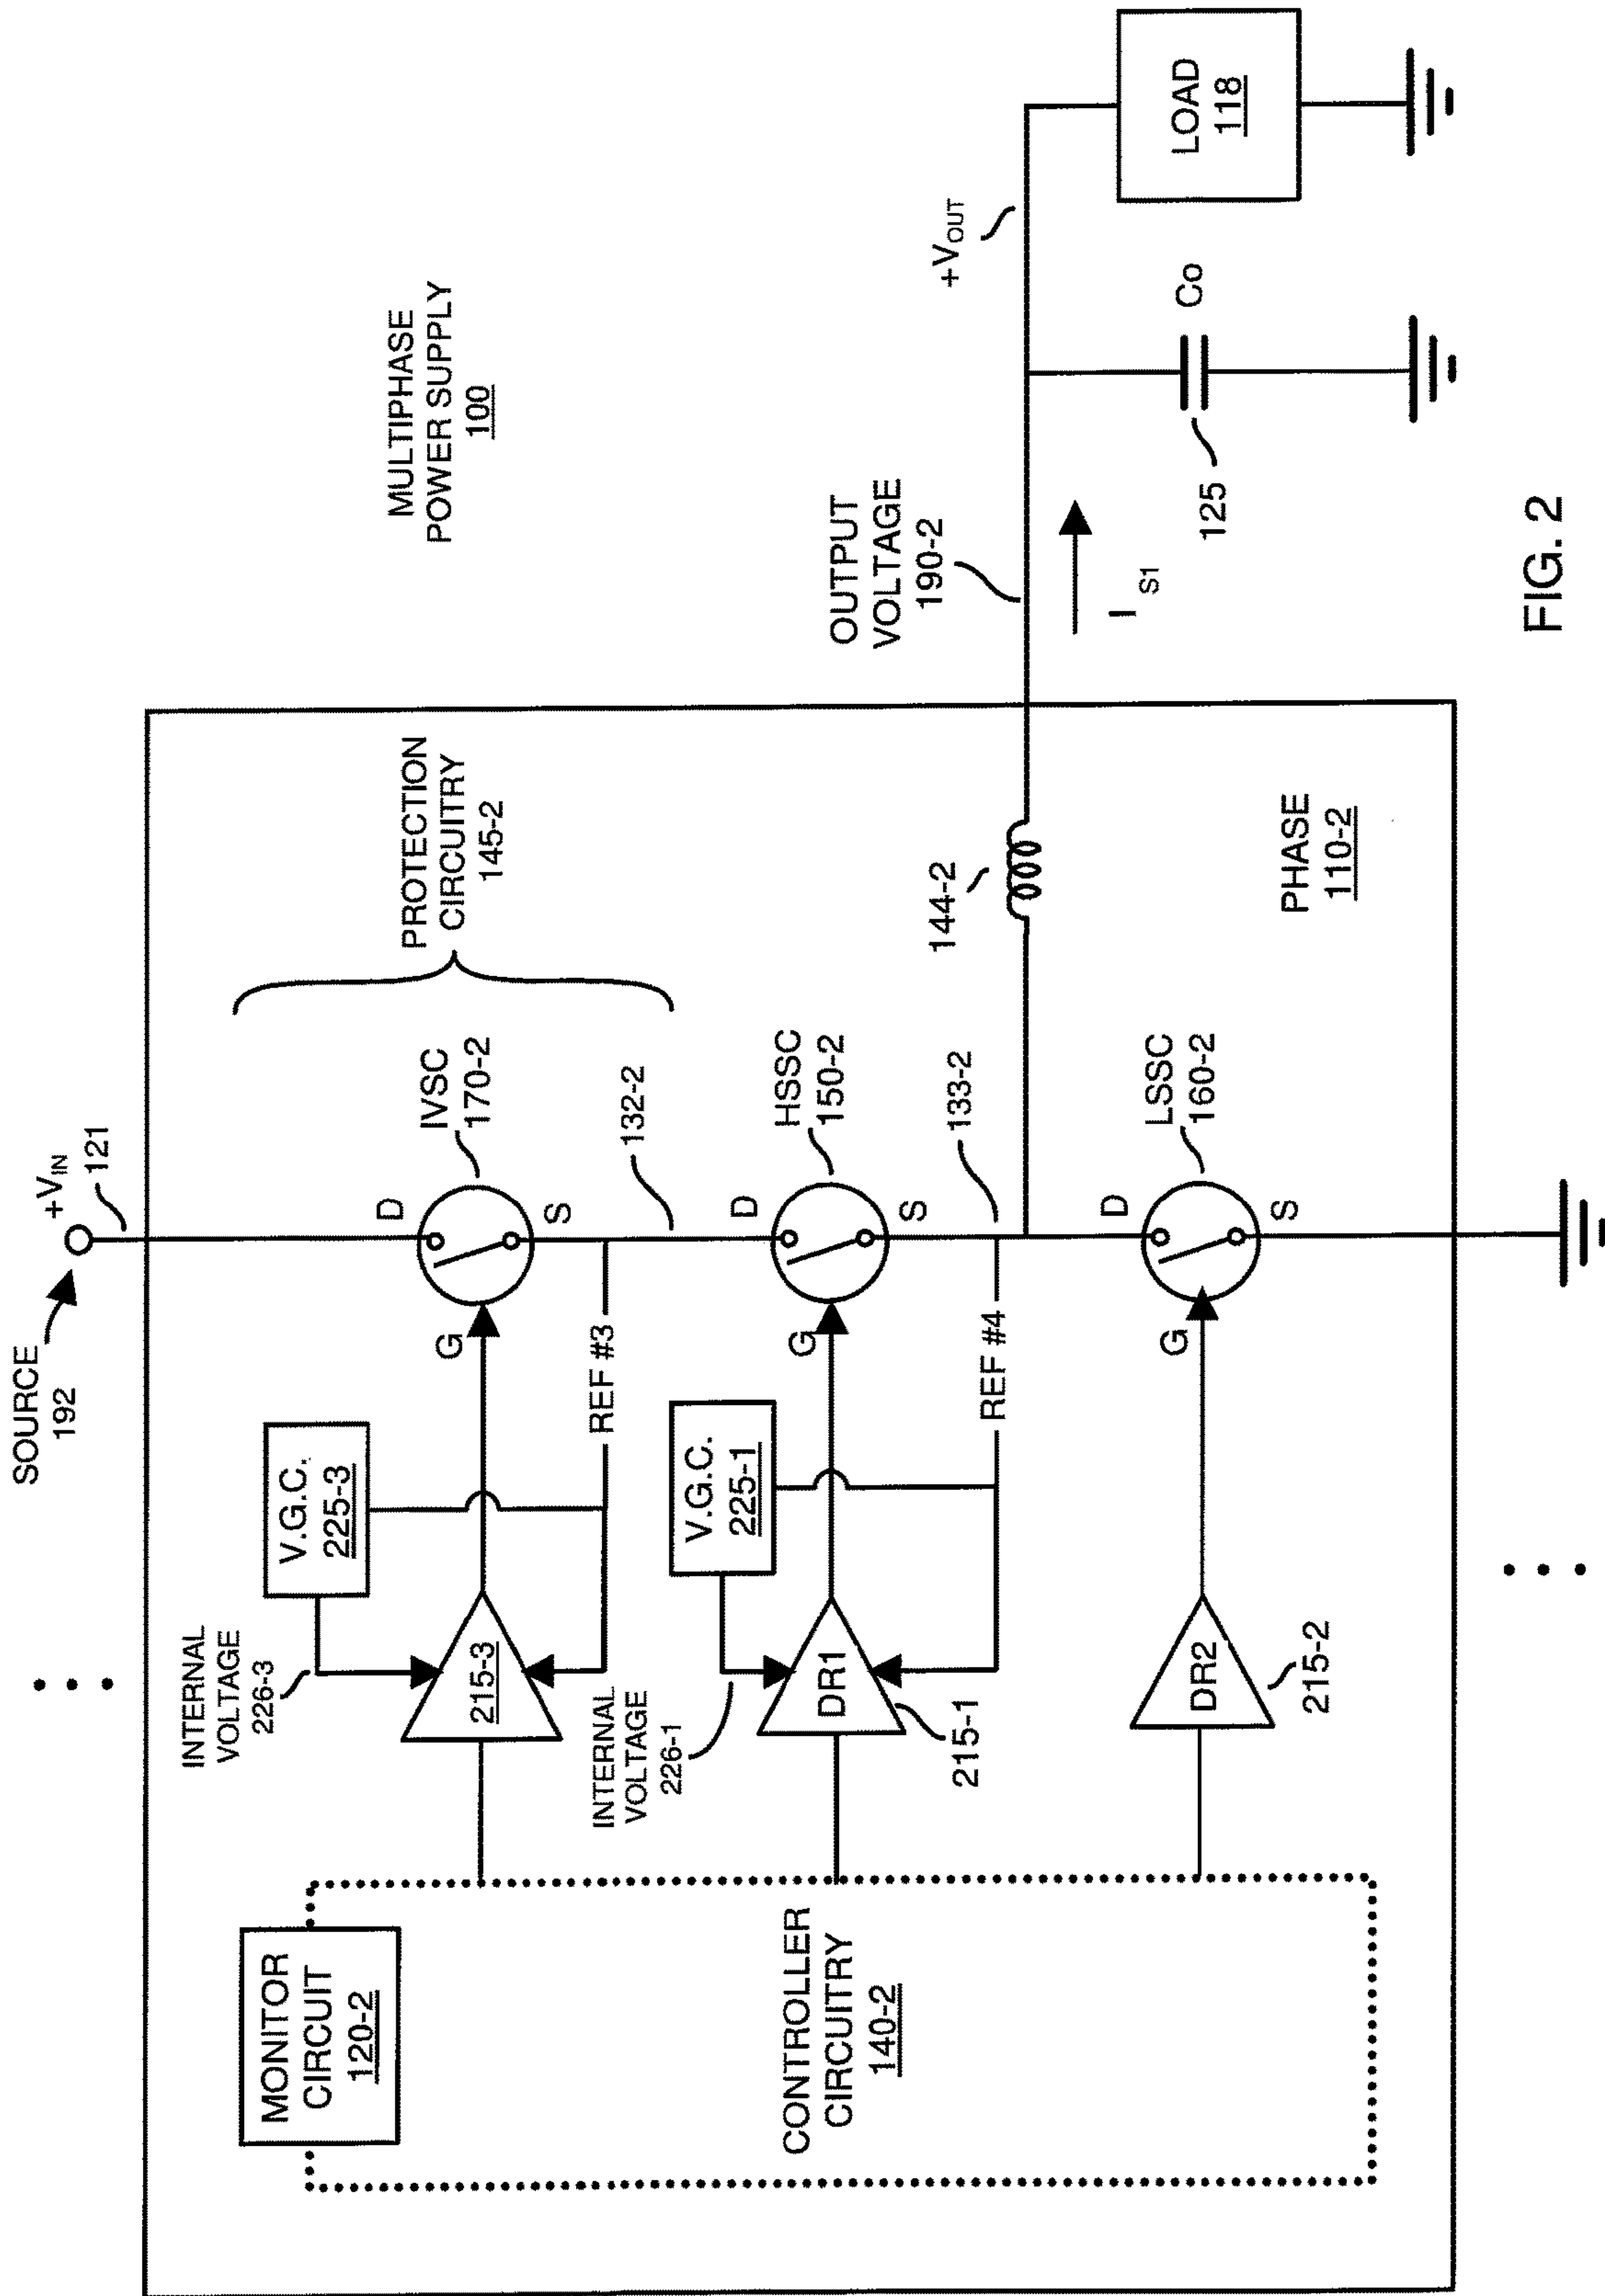 SOURCE
192
+VIN
121
MULTIPHASE
POWER SUPPLY
100
INTERNAL
VOLTAGE
226-3
V.G.C.
225-3
215-3
G
D
S
IVSC
170-2
PROTECTION
CIRCUITRY
145-2
REF #3
132-2
MONITOR
CIRCUIT
120-2
INTERNAL
VOLTAGE
226-1
V.G.C.
225-1
DR1
215-1
G
D
S
HSSC
150-2
REF #4
133-2
144-2
OUTPUT
VOLTAGE
190-2
I S1
+VOUT
CONTROLLER
CIRCUITRY
140-2
DR2
215-2
G
D
S
LSSC
160-2
PHASE
110-2
125
Co
LOAD
118
FIG. 2